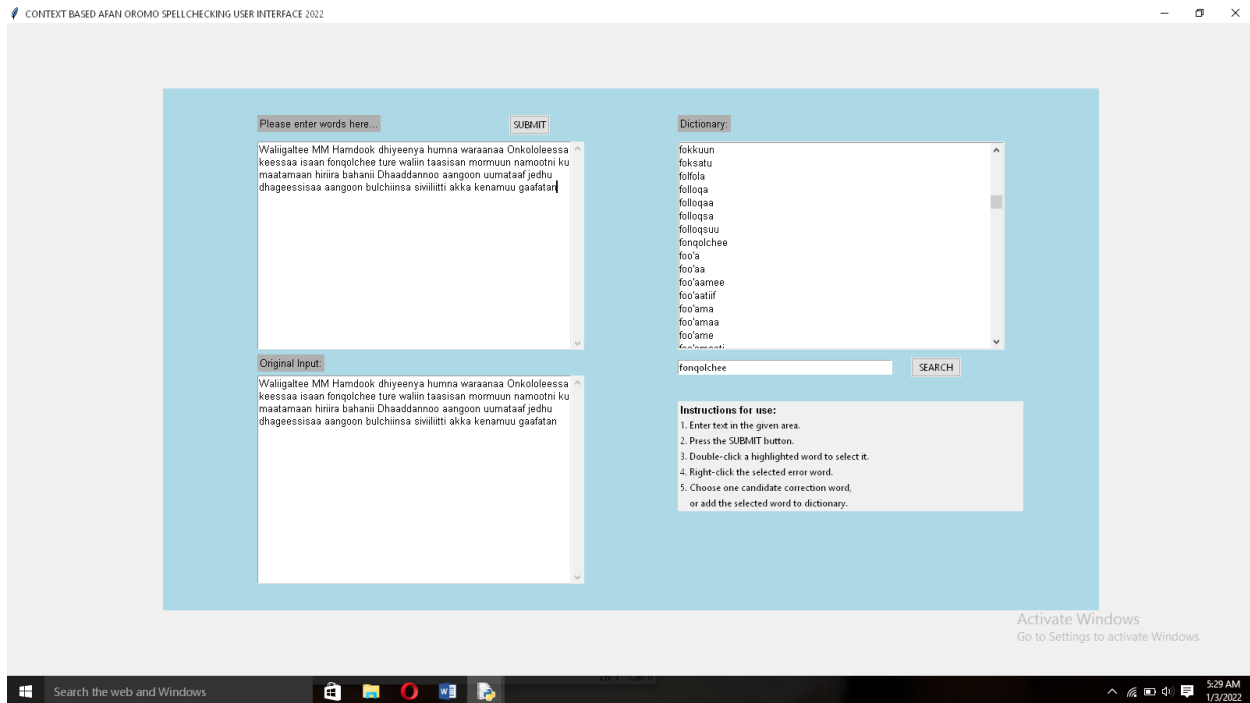 CONTEXT BASED AFAN OROMO SPELLCHECKING USER INTERFACE 2022
Please enter words here...
SUBMIT
Waliigaltee MM Hamdook dhiyeenya humna waraanaa Onkololeessa
keessaa isaan fonqolchee ture waliin taasisan mormuun namootni ku
maatamaan hiriira bahanii Dhaaddannoo aangoon uumataaf jedhu
dhageessisaa aangoon bulchiinsa siviiliitti akka kenamuu gaafatan
Original Input:
Waliigaltee MM Hamdook dhiyeenya humna waraanaa Onkololeessa
keessaa isaan fonqolchee ture waliin taasisan mormuun namootni ku
maatamaan hiriira bahanii Dhaaddannoo aangoon uumataaf jedhu
dhageessisaa aangoon bulchiinsa siviiliitti akka kenamuu gaafatan
Dictionary:
fokkuun
foksatu
folfola
folloqa
folloqaa
folloqsa
folloqsuu
fonqolchee
foo'a
foo'aa
foo'aamee
foo'aatiif
foo'ama
foo'amaa
foo'ame
fonqolchee
SEARCH
Instructions for use:
1. Enter text in the given area.
2. Press the SUBMIT button.
3. Double-click a highlighted word to select it.
4. Right-click the selected error word.
5. Choose one candidate correction word,
or add the selected word to dictionary.
Activate Windows
Go to Settings to activate Windows.
Search the web and Windows
5:29 AM
1/3/2022